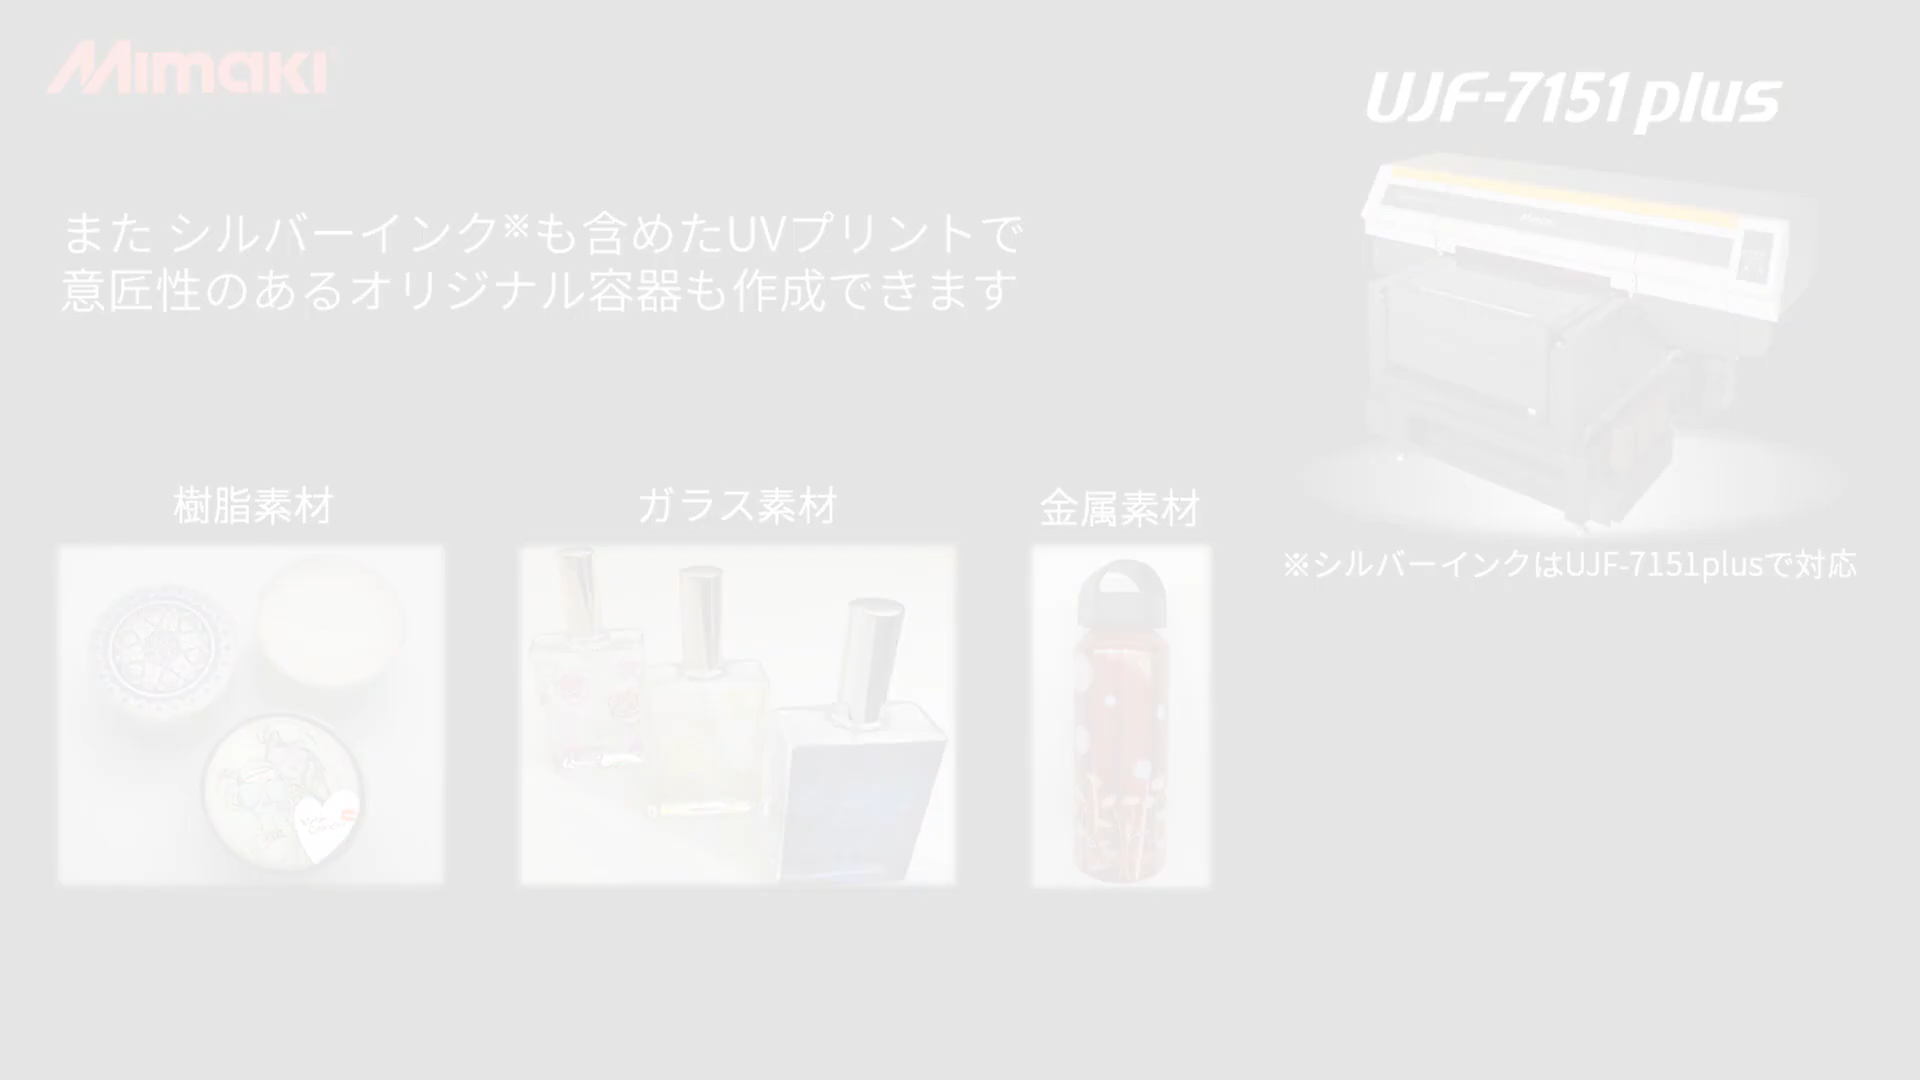 Mimaki
UJF-7151 plus
また シルバーインク※も含めたUVプリントで
意匠性のあるオリジナル容器も作成できます
樹脂素材
ガラス素材
金属素材
※シルバーインクはUJF-7151plusで対応